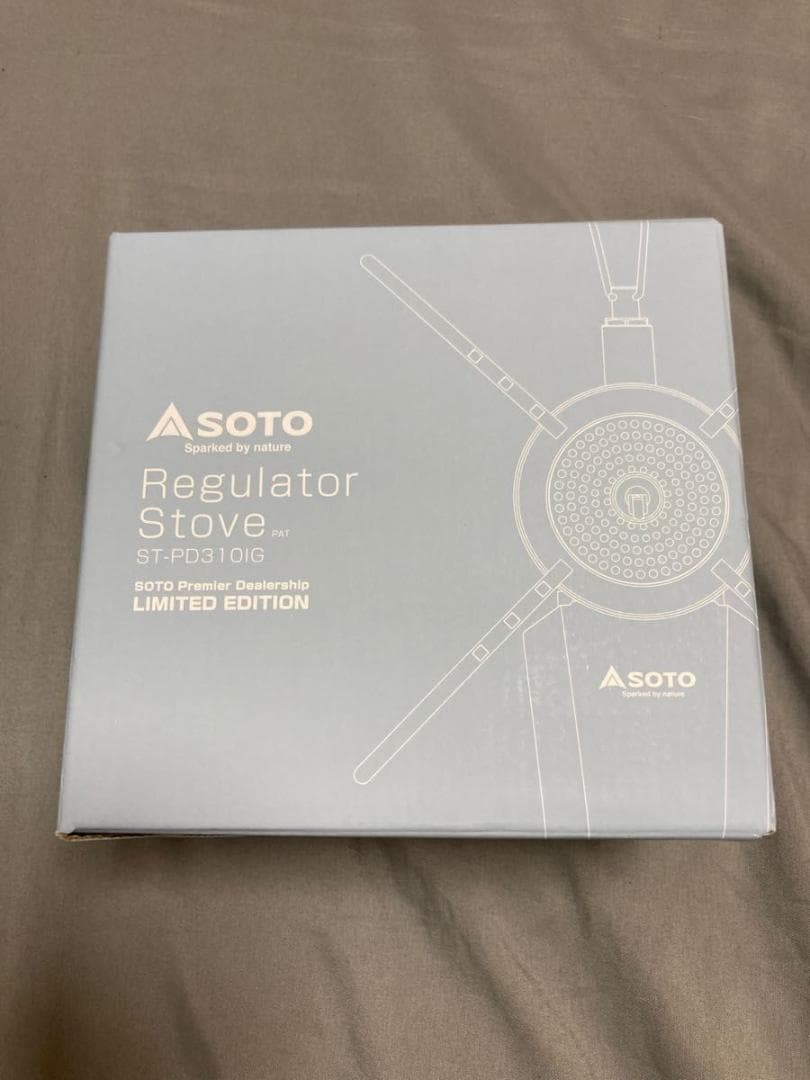 SOTO
Sparked by nature
Regulator
Stove PAT
ST-PD310IG
SOTO Premier Dealership
LIMITED EDITION
SOTO
Sparked by nature